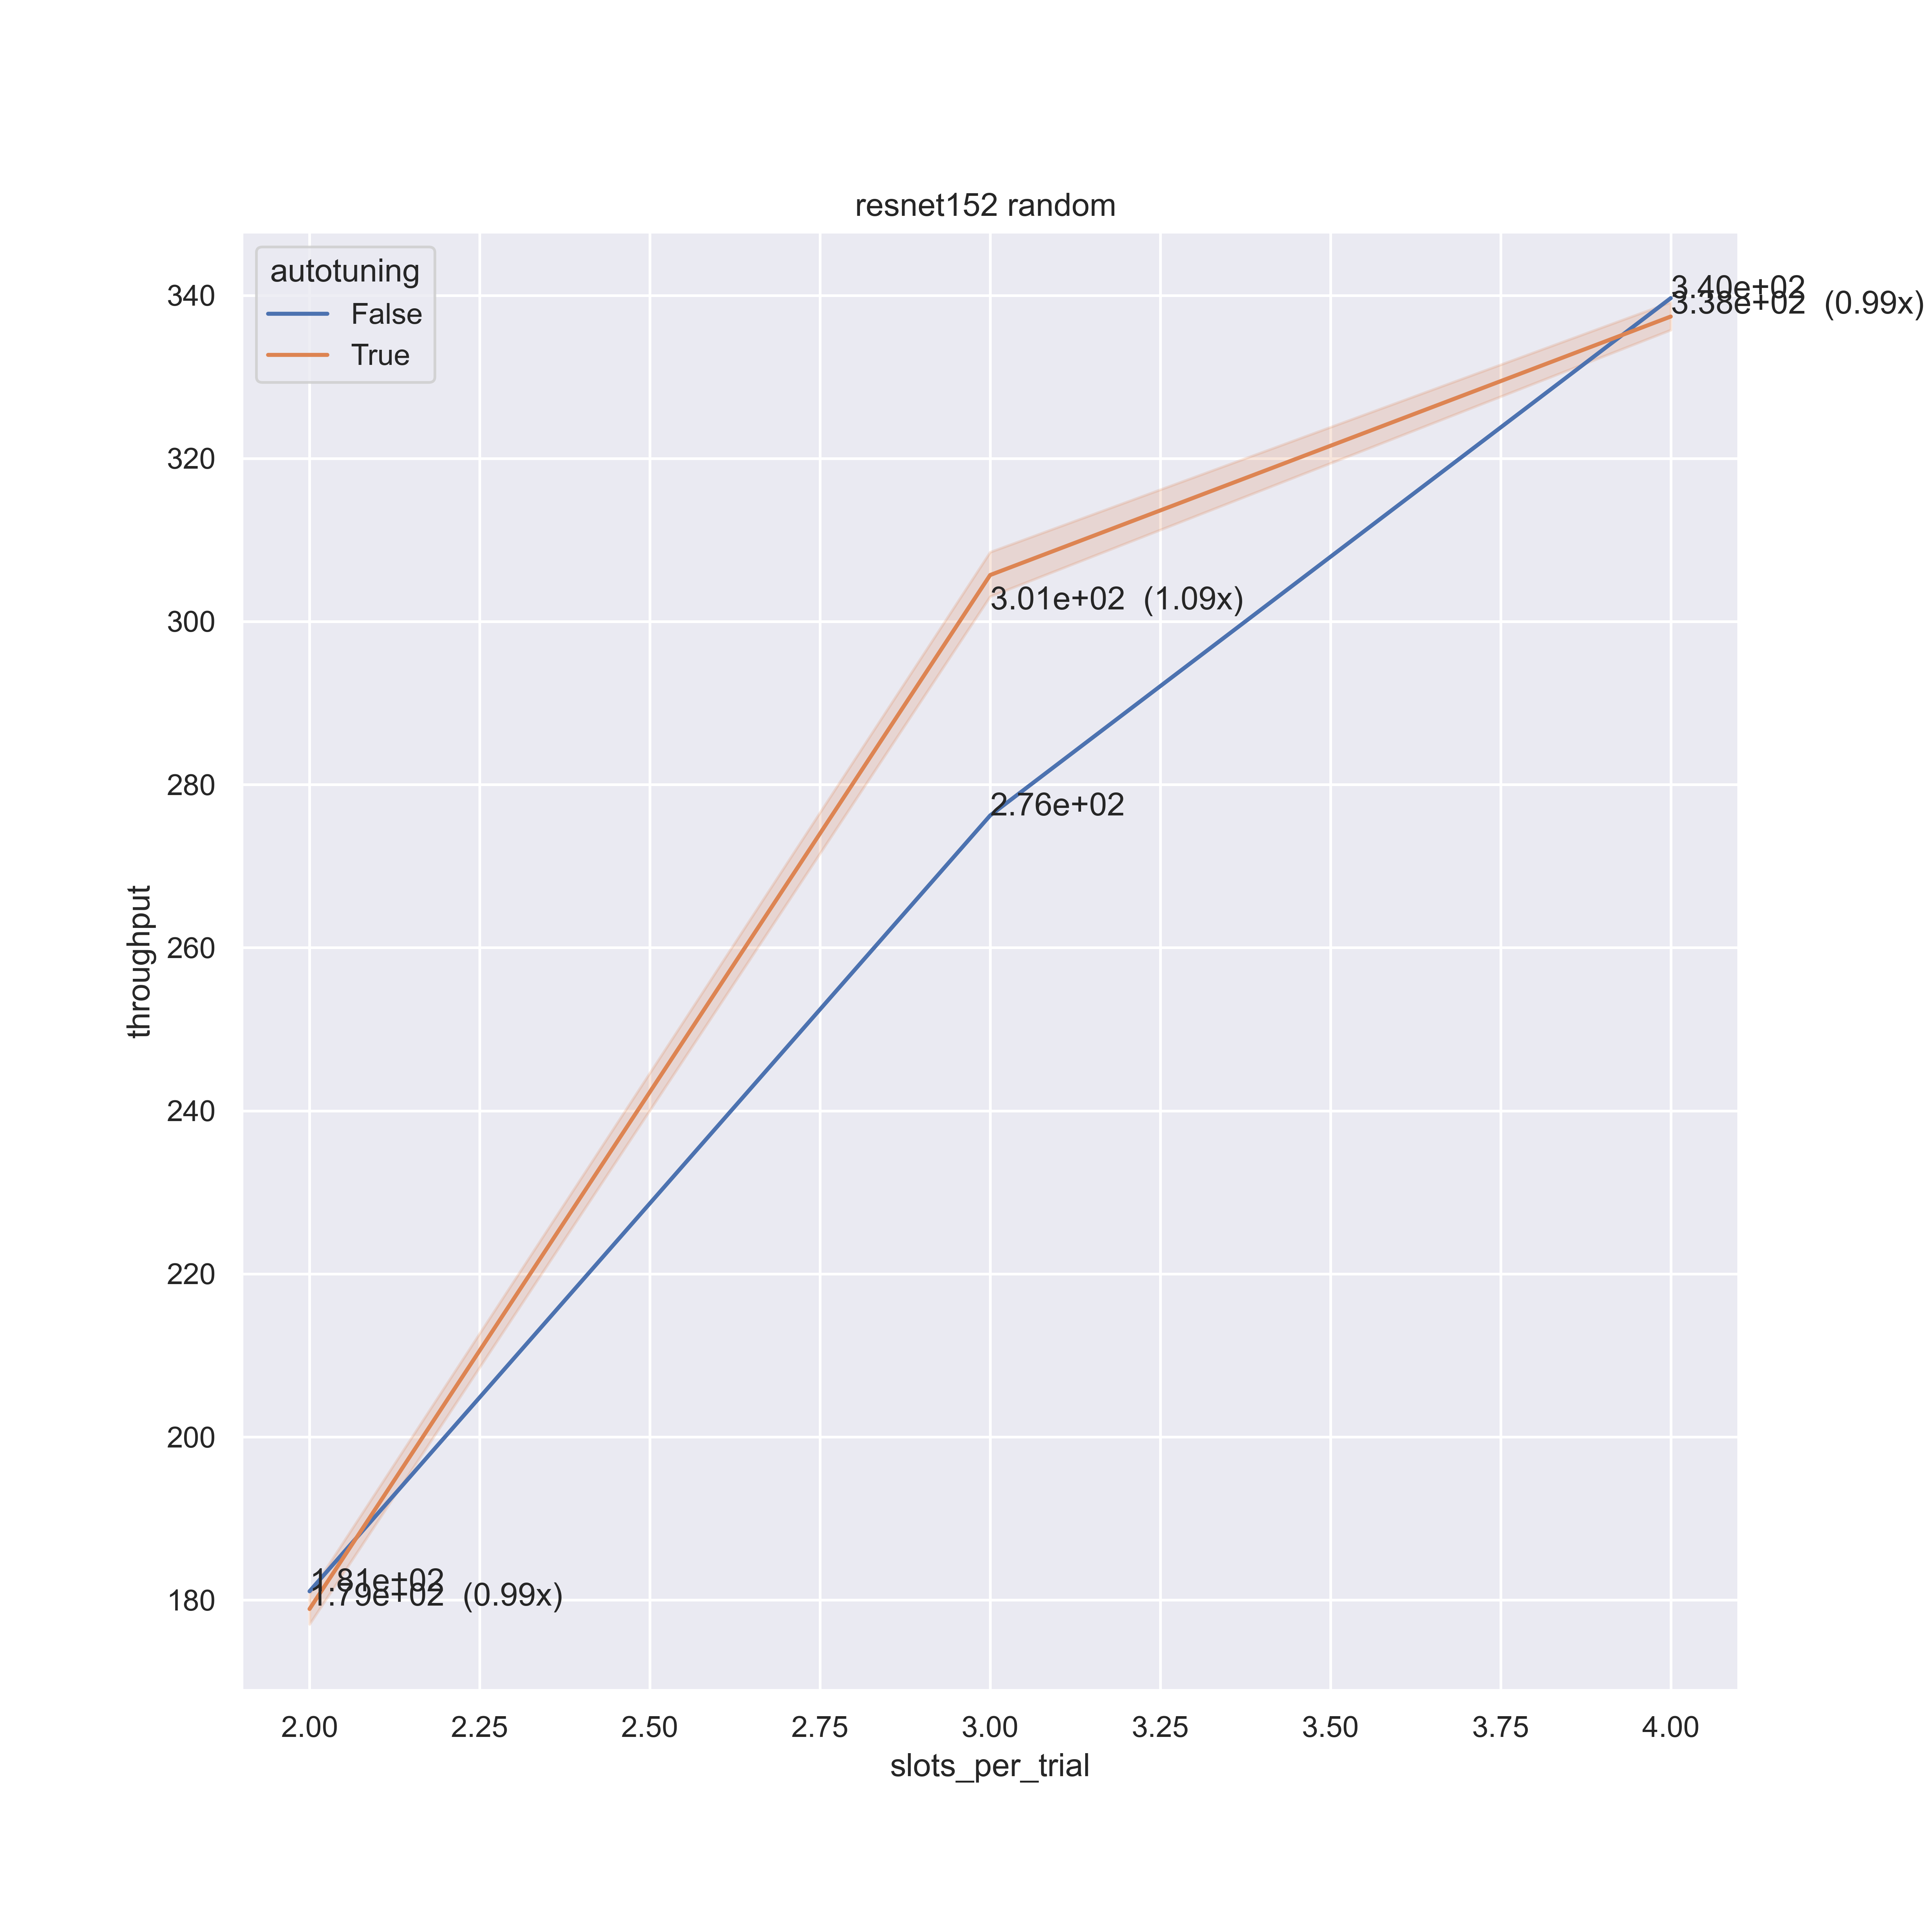 resnet152 random
autotuning
False
True
340
320
300
280
260
240
220
200
180
throughput
3.40e+02
3.38e+02 (0.99x)
3.01e+02 (1.09x)
2.76e+02
1.81e+02
1.79e+02 (0.99x)
2.00 2.25 2.50 2.75 3.00 3.25 3.50 3.75 4.00
slots_per_trial